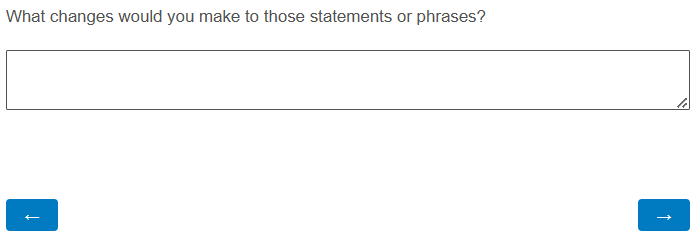 What changes would you make to those statements or phrases?
← →